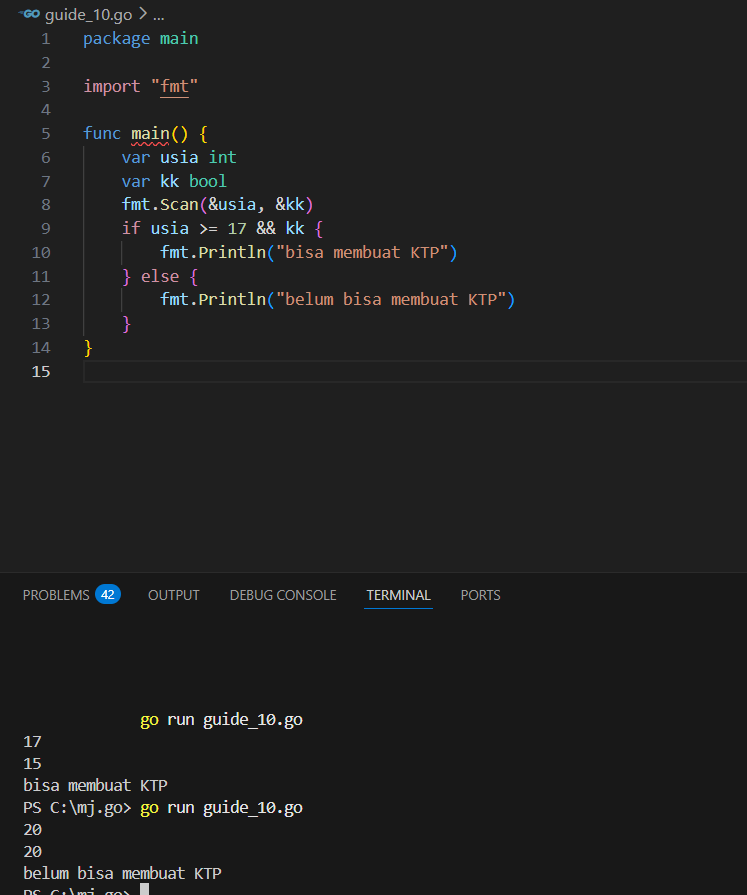 GO guide_10.go > ...
1 package main
2
3 import "fmt"
4
5 func main() {
6 var usia int
7 var kk bool
8 fmt.Scan(&usia, &kk)
9 if usia >= 17 && kk {
10 fmt.Println("bisa membuat KTP")
11 } else {
12 fmt.Println("belum bisa membuat KTP")
13 }
14 }
15
PROBLEMS 42 OUTPUT DEBUG CONSOLE TERMINAL PORTS
go run guide_10.go
17
15
bisa membuat KTP
PS C:\mj.go> go run guide_10.go
20
20
belum bisa membuat KTP
PS C:\mj.go>